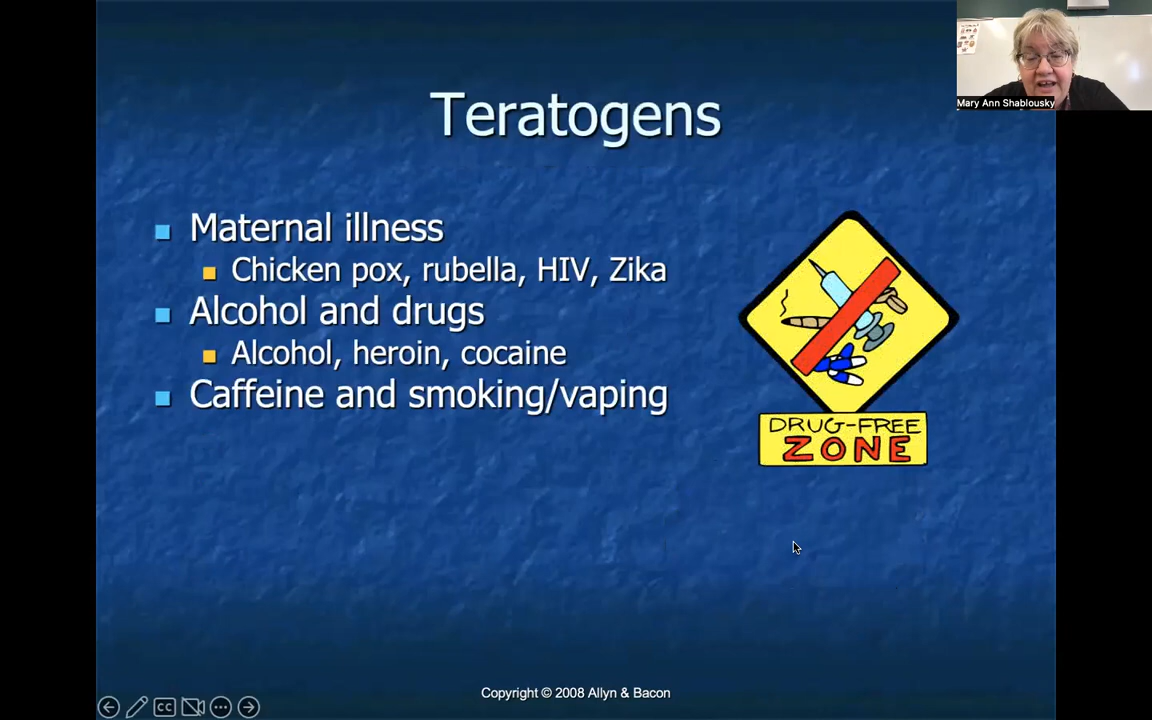 Teratogens
Maternal illness
Chicken pox, rubella, HIV, Zika
Alcohol and drugs
Alcohol, heroin, cocaine
Caffeine and smoking/vaping
DRUG-FREE
ZONE
Mary Ann Shablousky
Copyright © 2008 Allyn & Bacon
CC